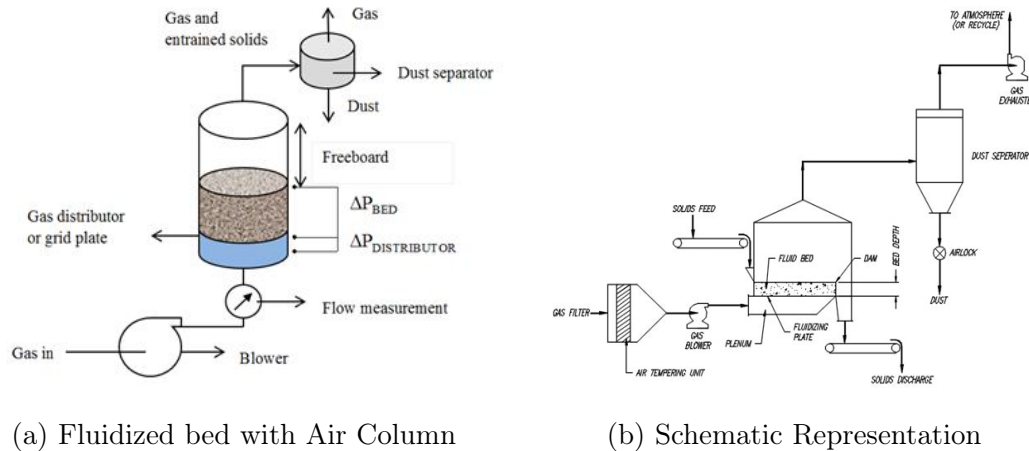 Gas
Gas and
entrained solids
Dust separator
Dust
Freeboard
ΔP_BED
Gas distributor
or grid plate
ΔP_DISTRIBUTOR
Flow measurement
Gas in
Blower
(a) Fluidized bed with Air Column
TO ATMOSPHERE
(OR RECYCLE)
GAS
EXHAUSTE
DUST SEPERATOR
SOLIDS FEED
FLUID BED
DAM
BED DEPTH
AIRLOCK
GAS FILTER
GAS
BLOWER
FLUIDIZING
PLATE
PLENUM
DUST
AIR TEMPERING UNIT
SOLIDS DISCHARGE
(b) Schematic Representation